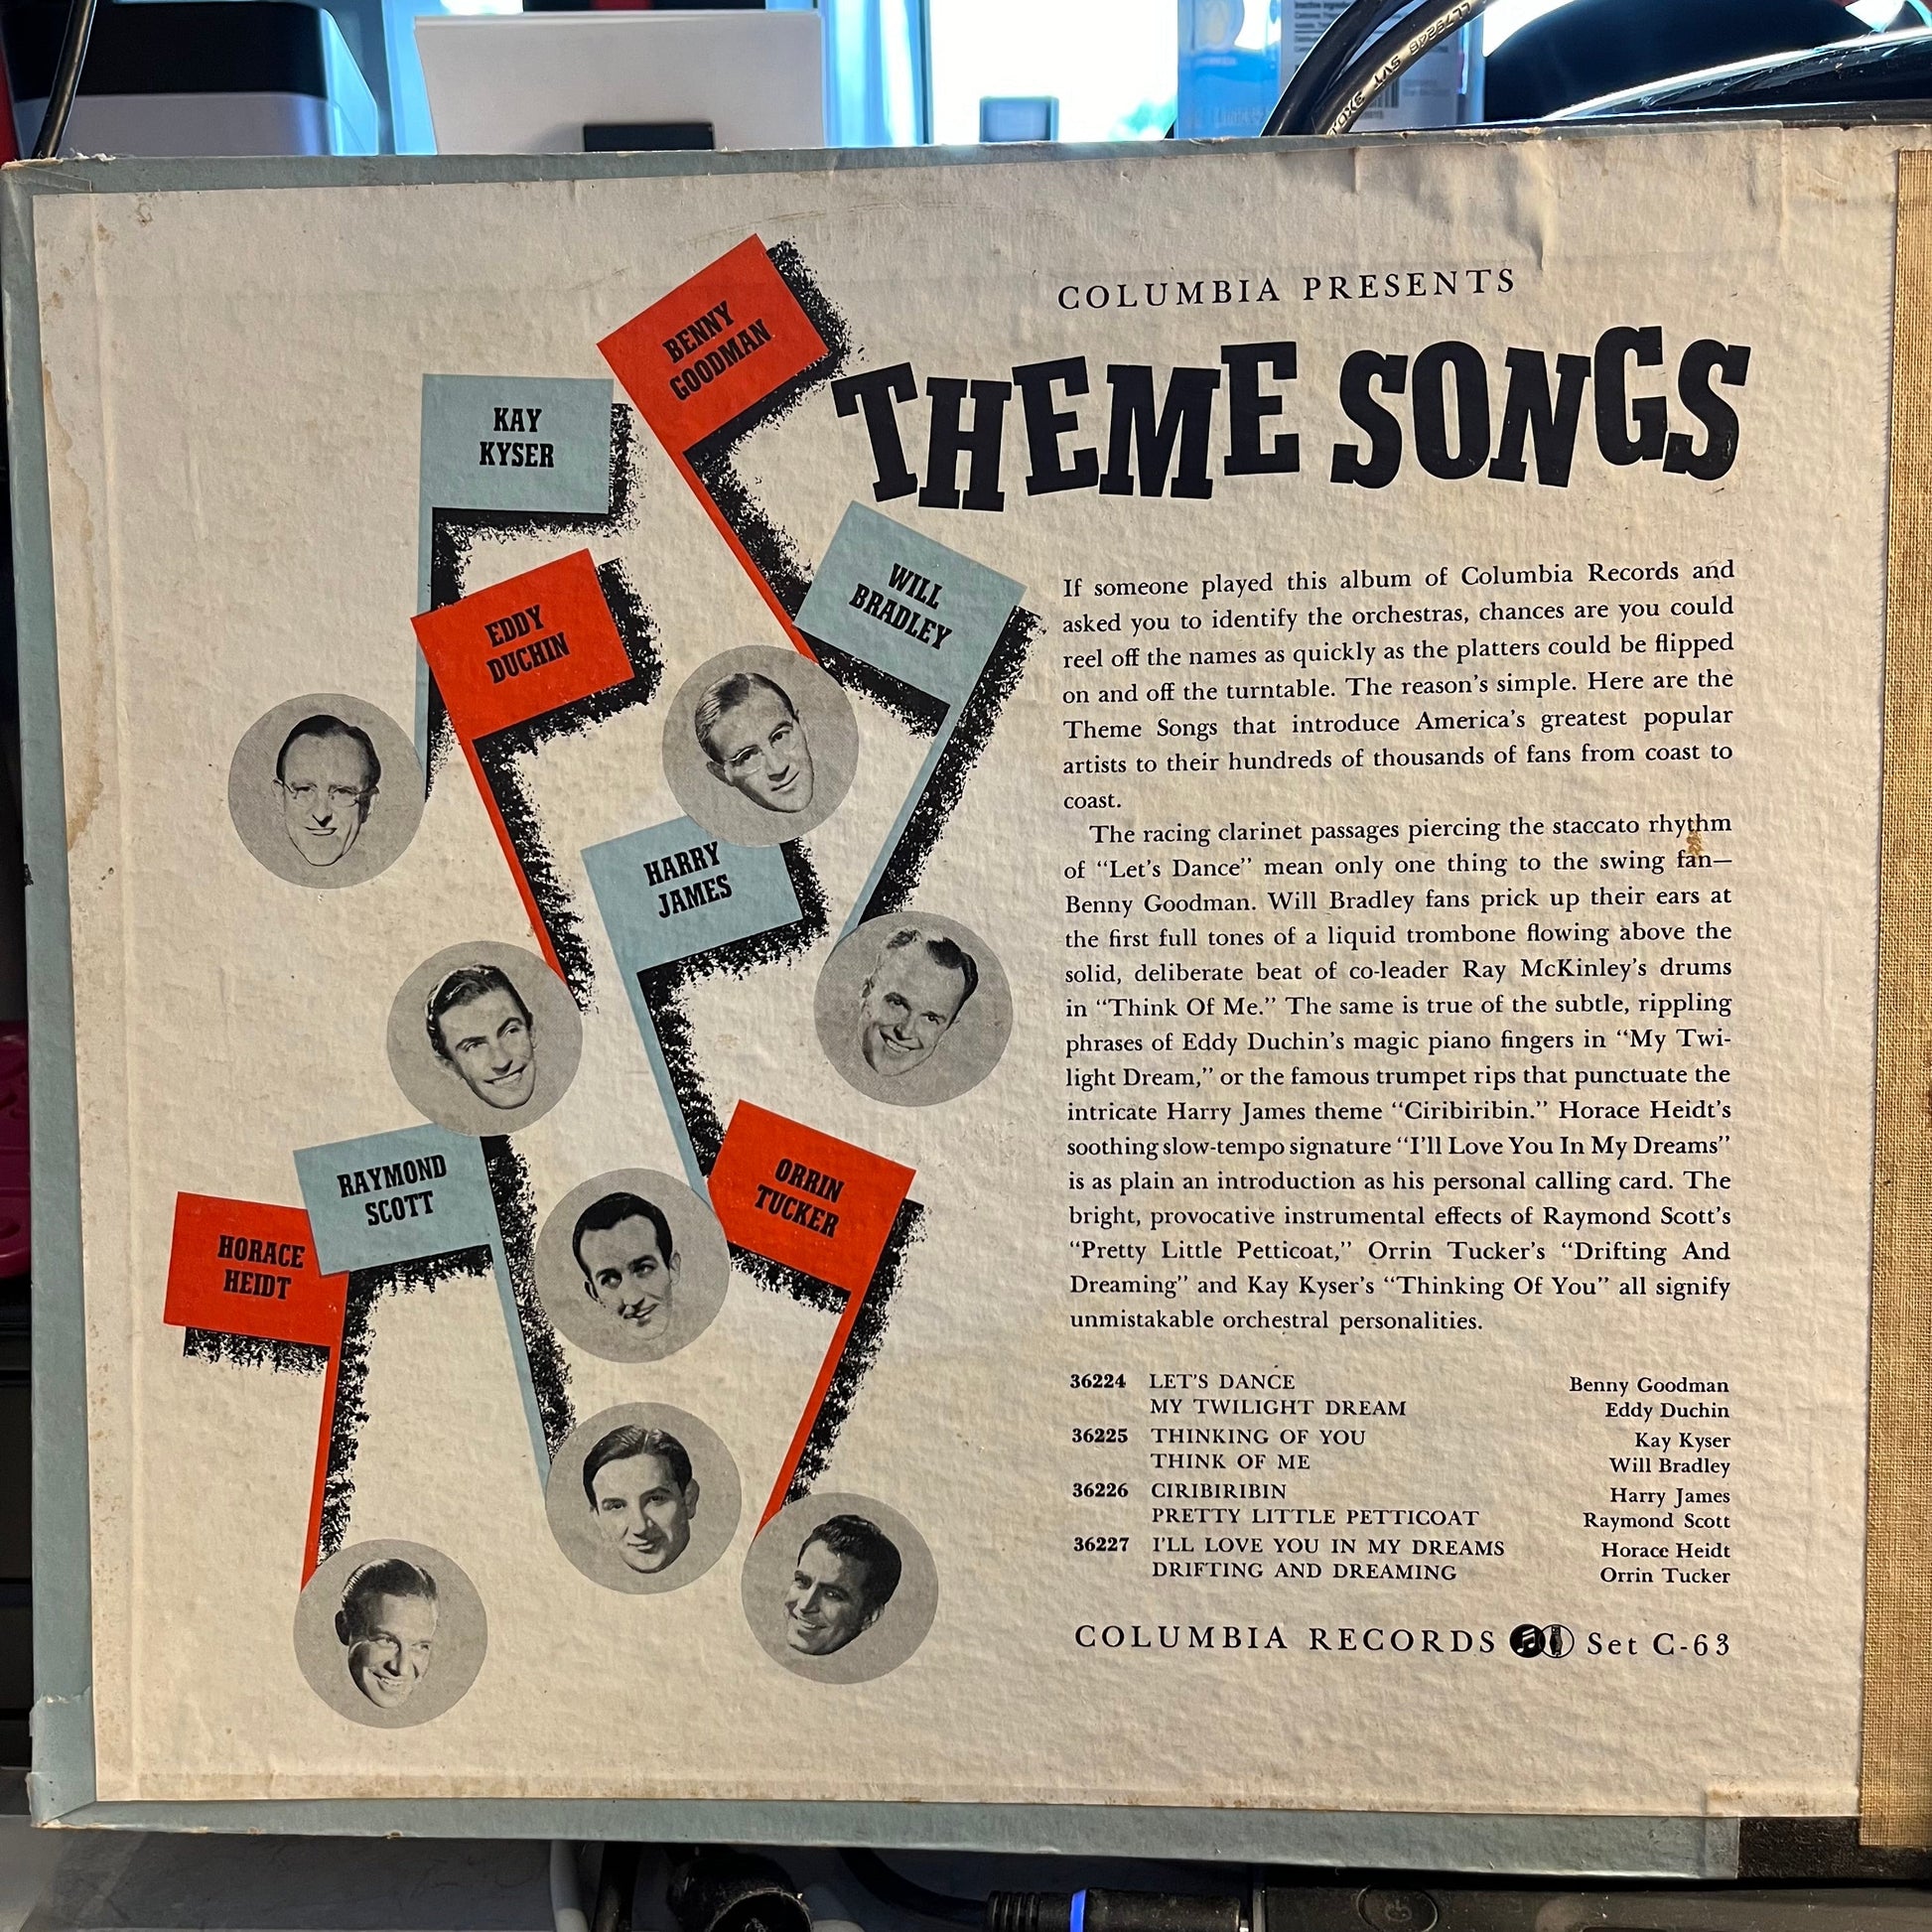 COLUMBIA PRESENTS
THEME SONGS
BENNY
GOODMAN
KAY
KYSER
WILL
BRADLEY
EDDY
DUCHIN
HARRY
JAMES
RAYMOND
SCOTT
ORRIN
TUCKER
HORACE
HEIDT
If someone played this album of Columbia Records and
asked you to identify the orchestras, chances are you could
reel off the names as quickly as the platters could be flipped
on and off the turntable. The reason's simple. Here are the
Theme Songs that introduce America's greatest popular
artists to their hundreds of thousands of fans from coast to
coast.
The racing clarinet passages piercing the staccato rhythm
of “Let's Dance” mean only one thing to the swing fan—
Benny Goodman. Will Bradley fans prick up their ears at
the first full tones of a liquid trombone flowing above the
solid, deliberate beat of co-leader Ray McKinley's drums
in “Think Of Me.” The same is true of the subtle, rippling
phrases of Eddy Duchin's magic piano fingers in “My Twi-
light Dream,” or the famous trumpet rips that punctuate the
intricate Harry James theme “Ciribiribin.” Horace Heidt's
soothing slow-tempo signature “I'll Love You In My Dreams”
is as plain an introduction as his personal calling card. The
bright, provocative instrumental effects of Raymond Scott's
“Pretty Little Petticoat,” Orrin Tucker's “Drifting And
Dreaming” and Kay Kyser's “Thinking Of You” all signify
unmistakable orchestral personalities.
36224 LET'S DANCE Benny Goodman
MY TWILIGHT DREAM Eddy Duchin
36225 THINKING OF YOU Kay Kyser
THINK OF ME Will Bradley
36226 CIRIBIRIBIN Harry James
PRETTY LITTLE PETTICOAT Raymond Scott
36227 I'LL LOVE YOU IN MY DREAMS Horace Heidt
DRIFTING AND DREAMING Orrin Tucker
COLUMBIA RECORDS Set C-63